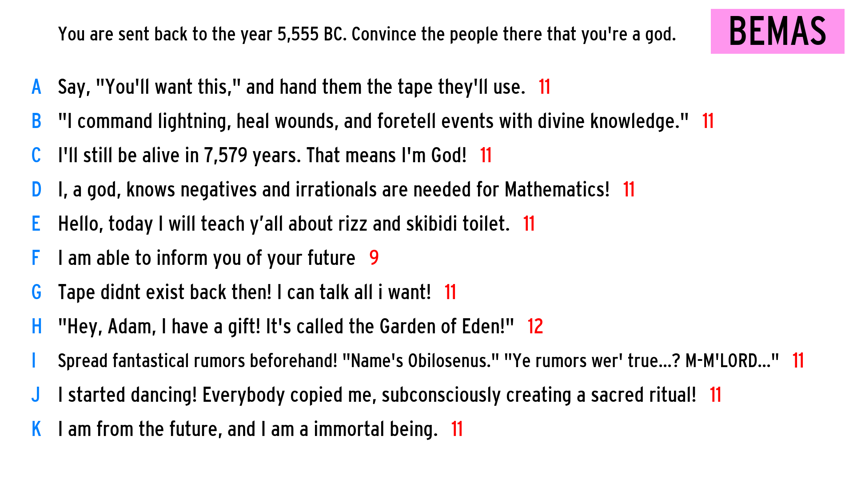 You are sent back to the year 5,555 BC. Convince the people there that you're a god.
BEMAS
A Say, "You'll want this," and hand them the tape they'll use. 11
B "I command lightning, heal wounds, and foretell events with divine knowledge." 11
C I'll still be alive in 7,579 years. That means I'm God! 11
D I, a god, knows negatives and irrationals are needed for Mathematics! 11
E Hello, today I will teach y’all about rizz and skibidi toilet. 11
F I am able to inform you of your future 9
G Tape didnt exist back then! I can talk all i want! 11
H "Hey, Adam, I have a gift! It's called the Garden of Eden!" 12
I Spread fantastical rumors beforehand! "Name's Obilosenus." "Ye rumors wer' true...? M-M'LORD..." 11
J I started dancing! Everybody copied me, subconsciously creating a sacred ritual! 11
K I am from the future, and I am a immortal being. 11